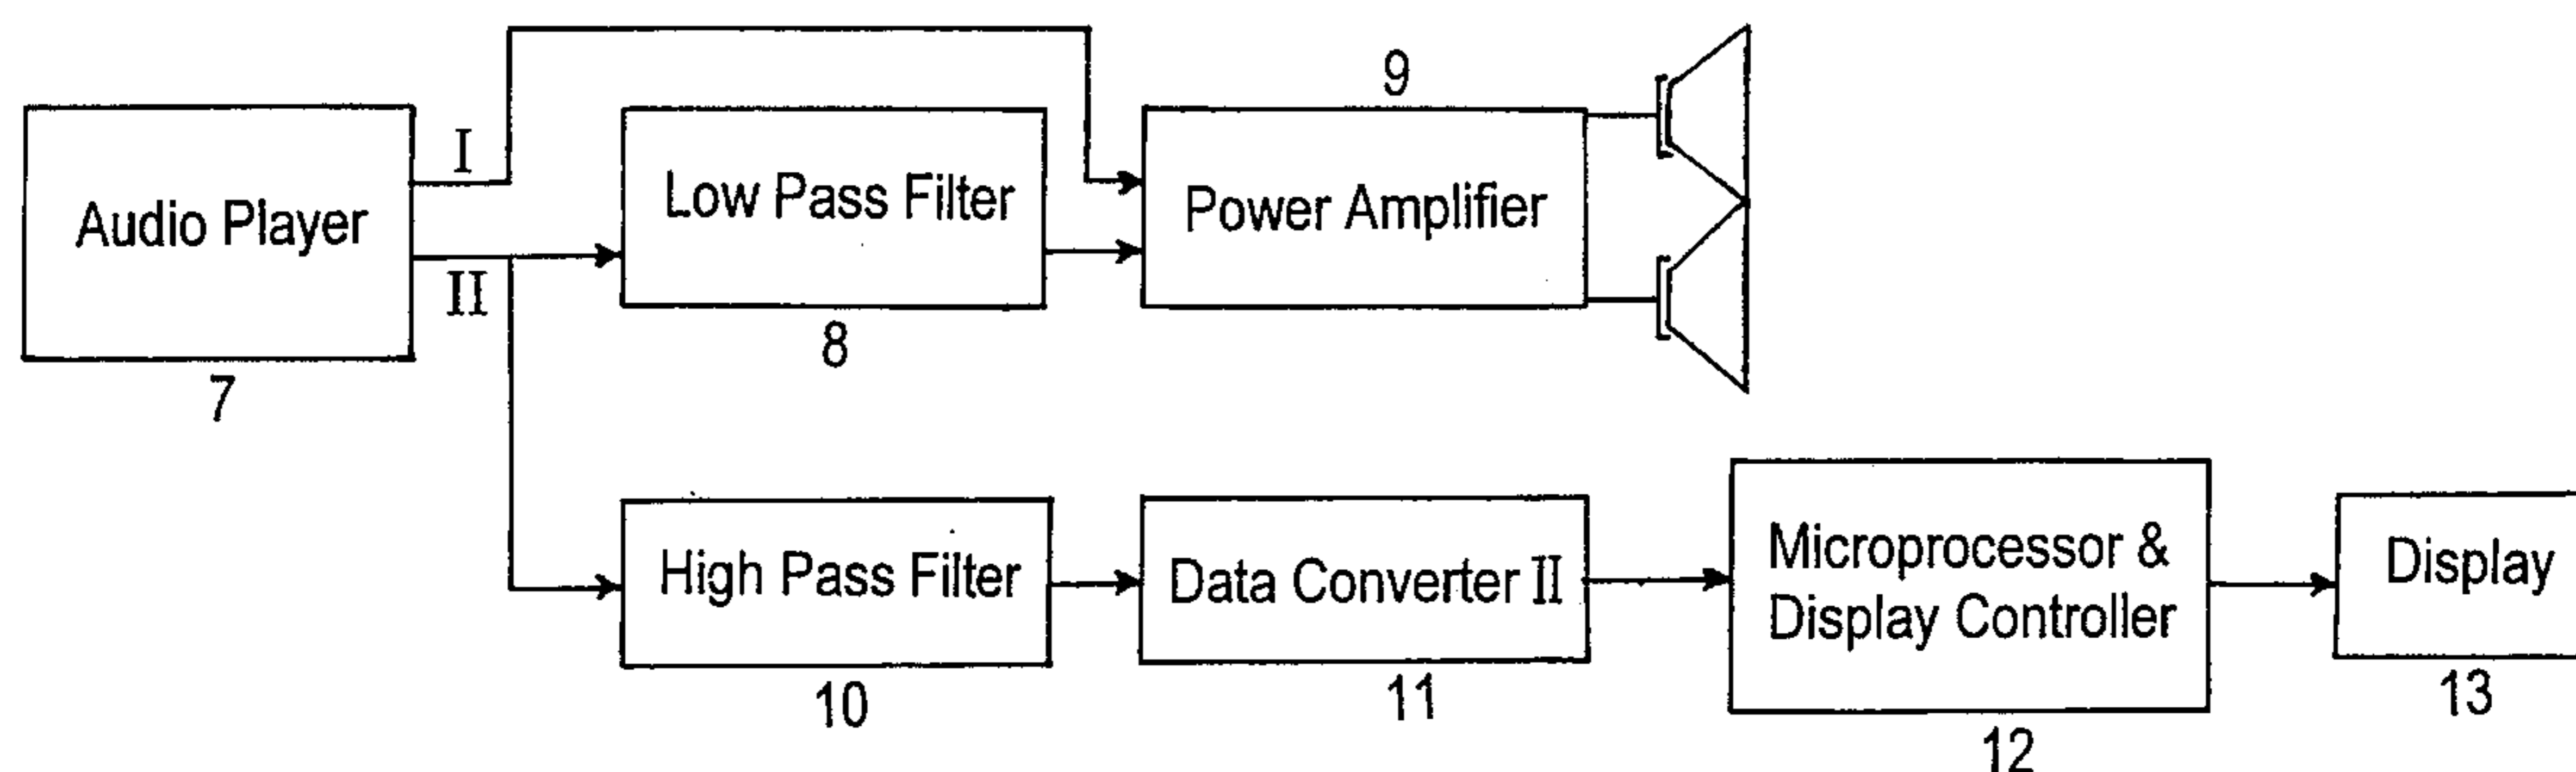 9
I
Audio Player
Low Pass Filter
Power Amplifier
II
8
7
High Pass Filter
Data Converter II
Microprocessor &
Display Controller
Display
10
11
13
12